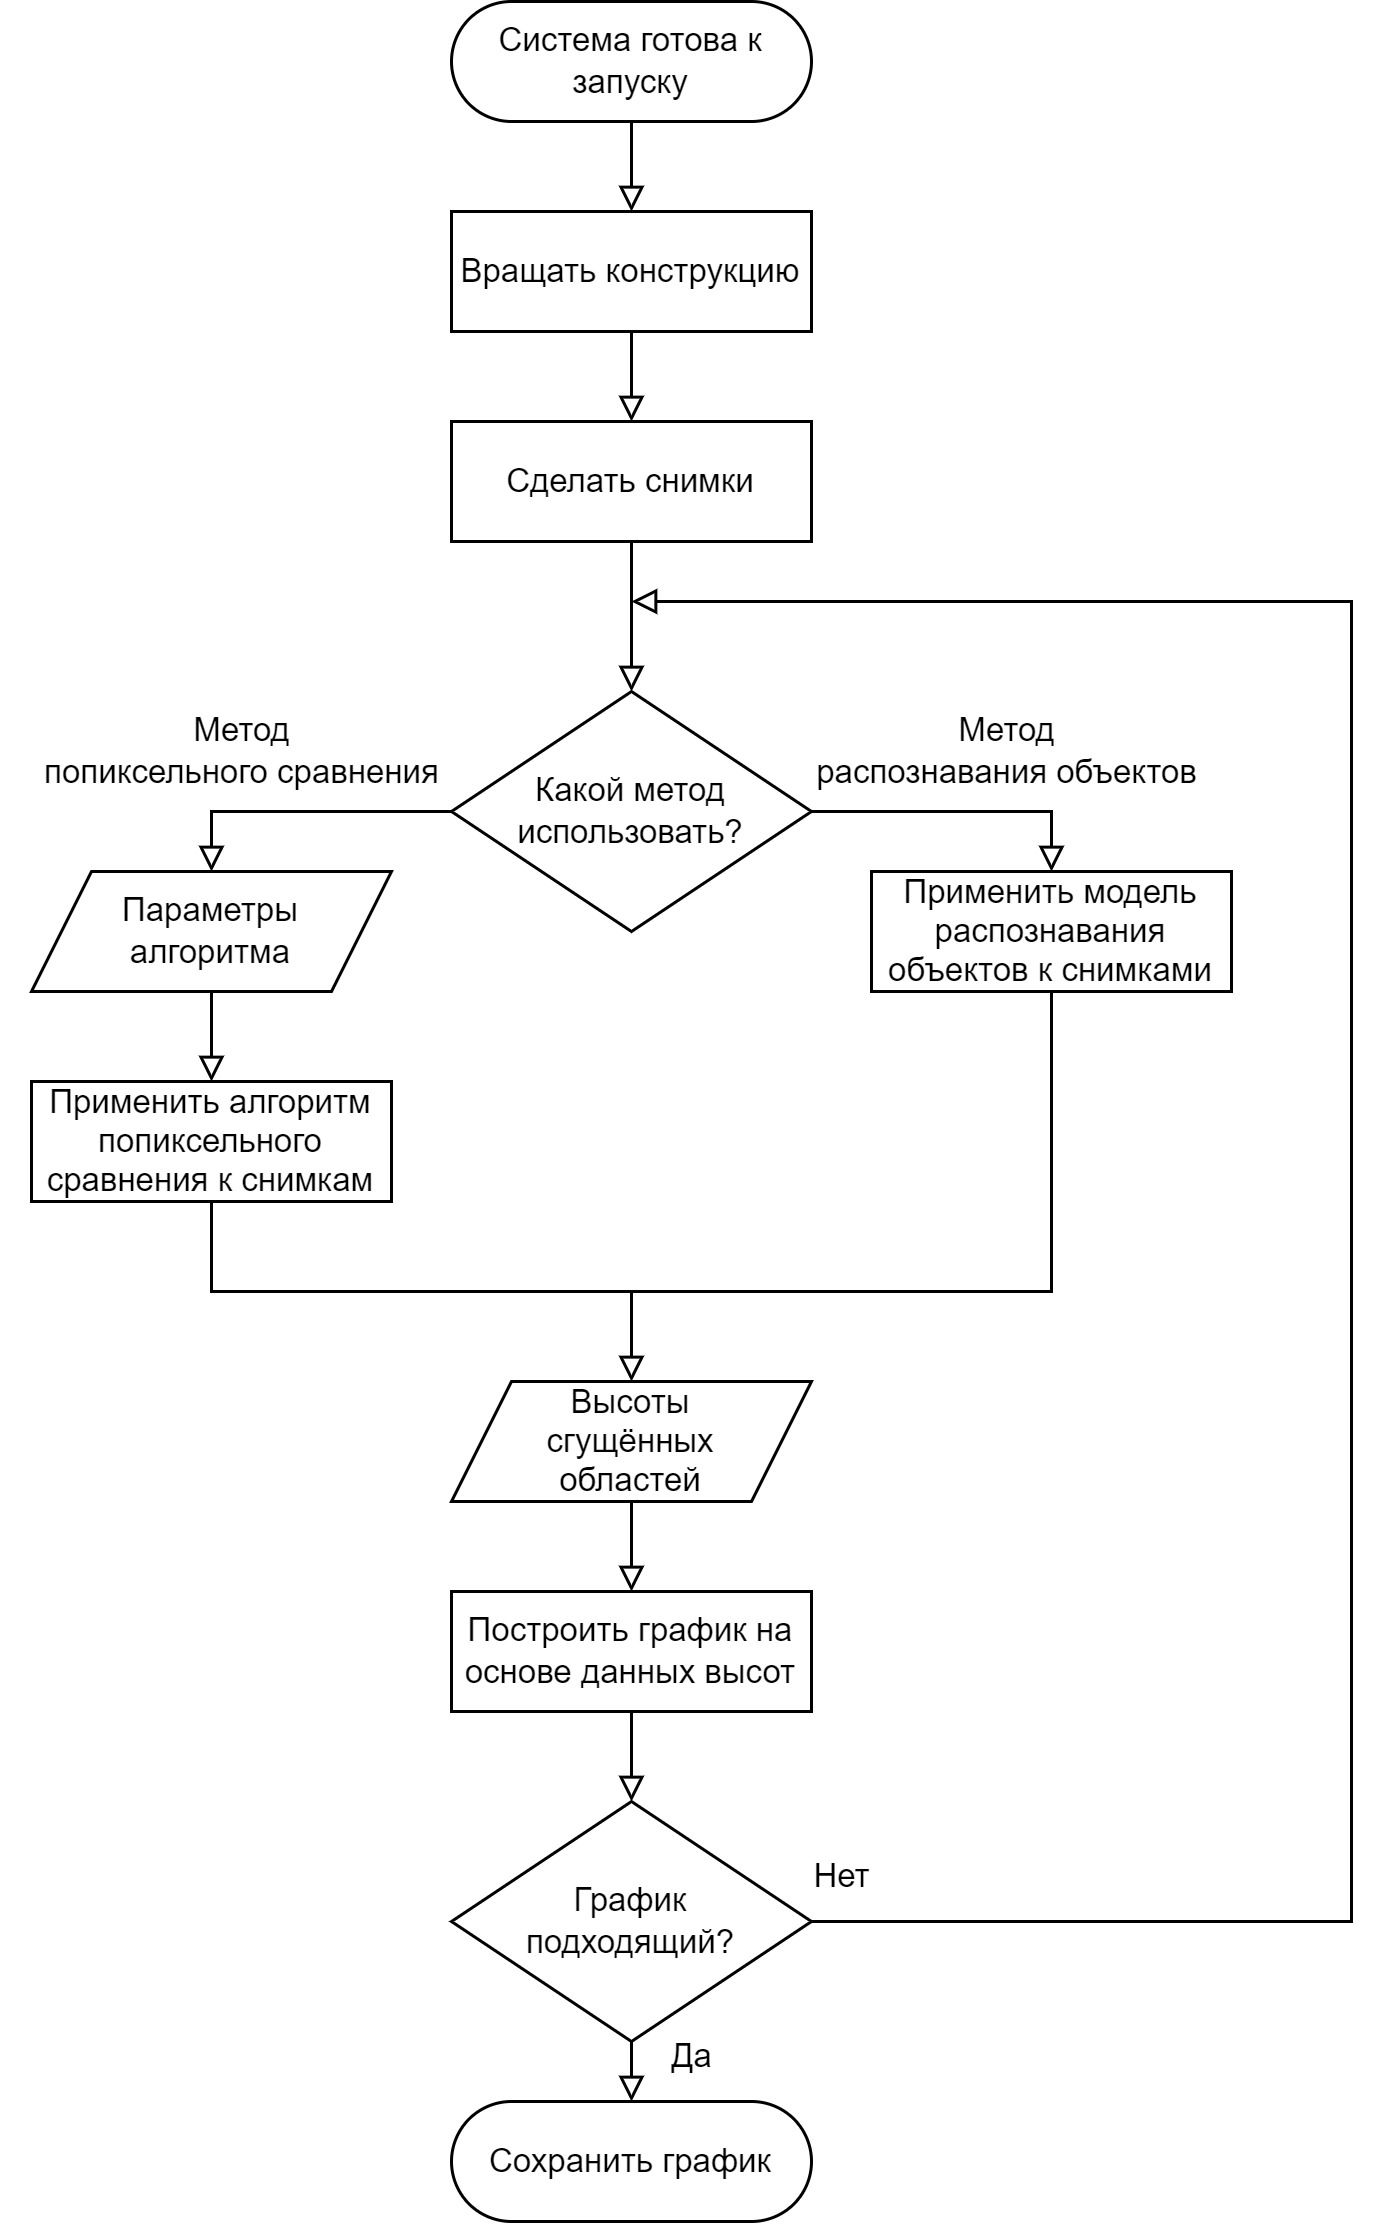 Система готова к
запуску
Вращать конструкцию
Сделать снимки
Метод
попиксельного сравнения
Какой метод
использовать?
Метод
распознавания объектов
Параметры
алгоритма
Применить модель
распознавания
объектов к снимками
Применить алгоритм
попиксельного
сравнения к снимкам
Высоты
сгущённых
областей
Построить график на
основе данных высот
График
подходящий?
Нет
Да
Сохранить график